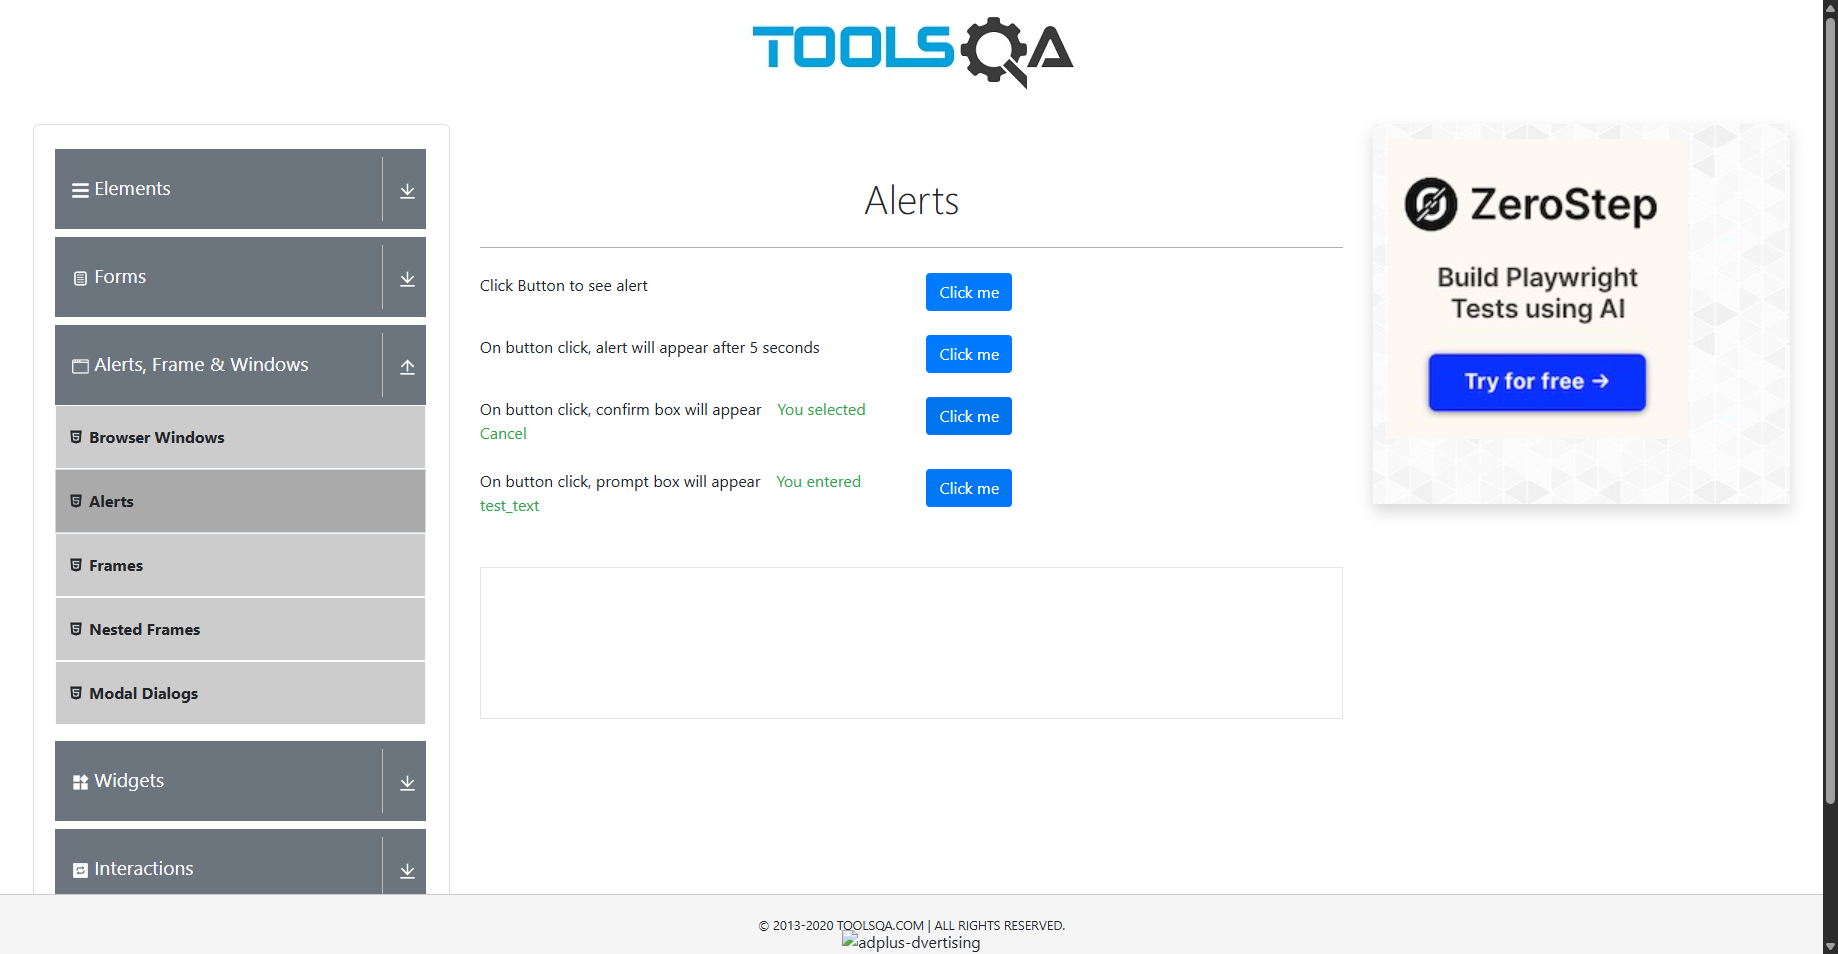 TOOLSQA
Elements
Forms
Alerts, Frame & Windows
Browser Windows
Alerts
Frames
Nested Frames
Modal Dialogs
Widgets
Interactions
Alerts
Click Button to see alert
Click me
On button click, alert will appear after 5 seconds
Click me
On button click, confirm box will appear You selected
Cancel
Click me
On button click, prompt box will appear You entered
test_text
Click me
ZeroStep
Build Playwright
Tests using AI
Try for free →
© 2013-2020 TOOLSQA.COM | ALL RIGHTS RESERVED.
adplus-dvertising